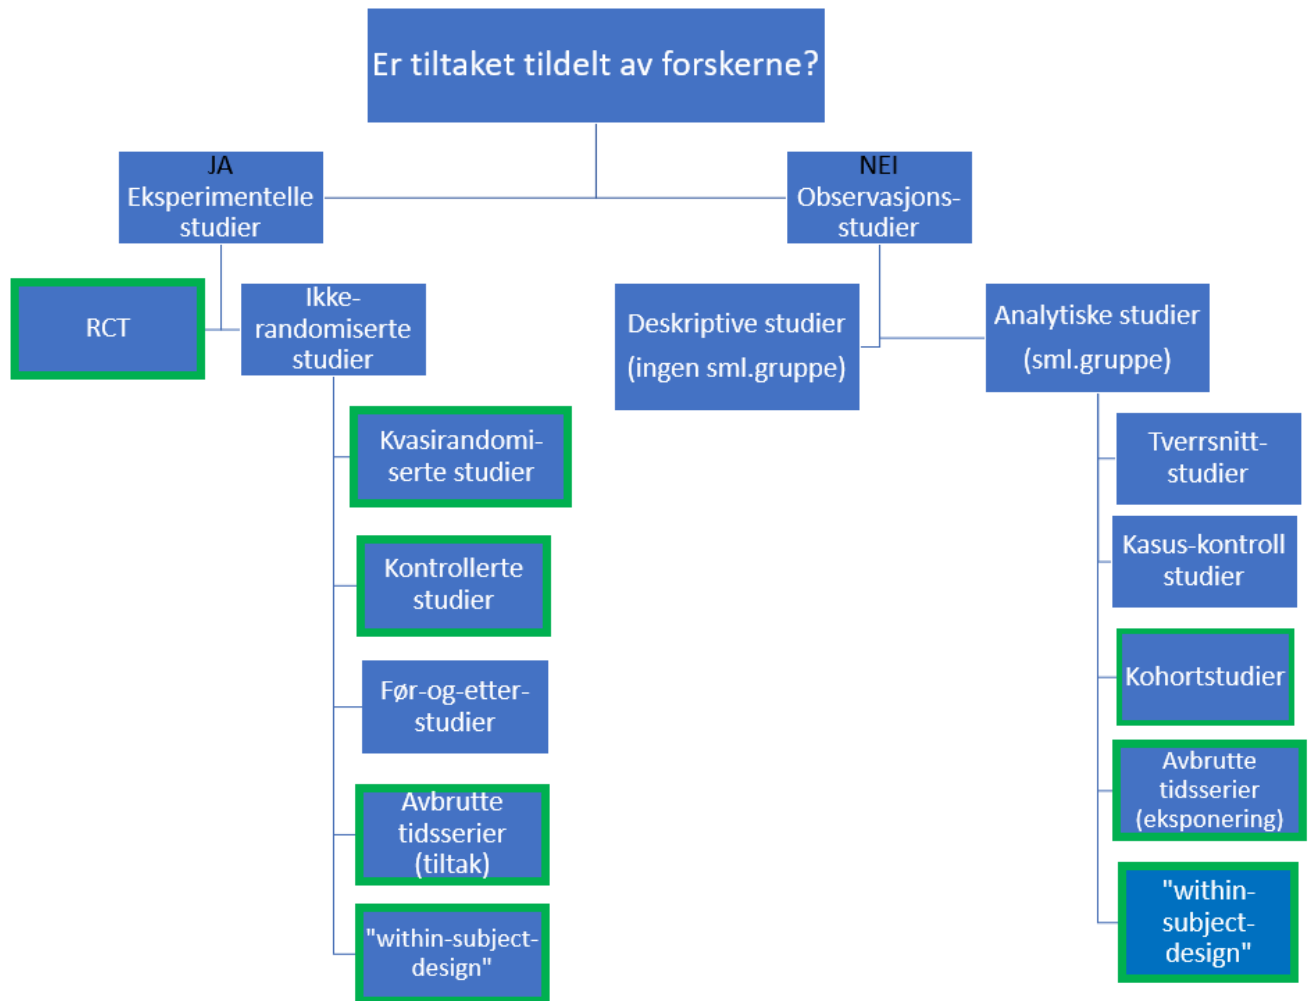 Er tiltaket tildelt av forskerne?
JA
Eksperimentelle
studier
NEI
Observasjons-
studier
RCT
Ikke-
randomiserte
studier
Deskriptive studier
(ingen sml.gruppe)
Analytiske studier
(sml.gruppe)
Kvasirandomi-
serte studier
Kontrollerte
studier
Før-og-etter-
studier
Avbrutte
tidsserier
(tiltak)
"within-subject-
design"
Tverrsnitt-
studier
Kasus-kontroll
studier
Kohortstudier
Avbrutte
tidsserier
(eksponering)
"within-
subject-
design"